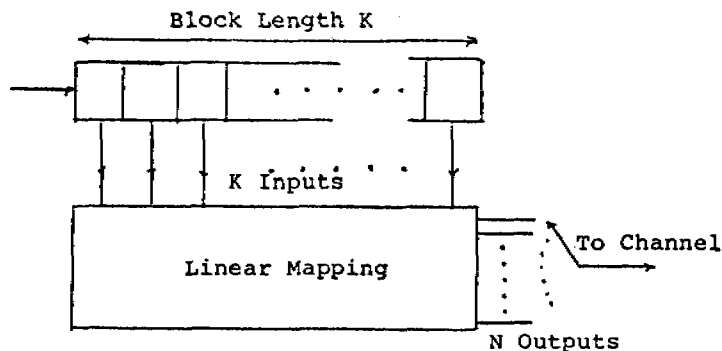 Block Length K
K Inputs
To Channel
Linear Mapping
N Outputs